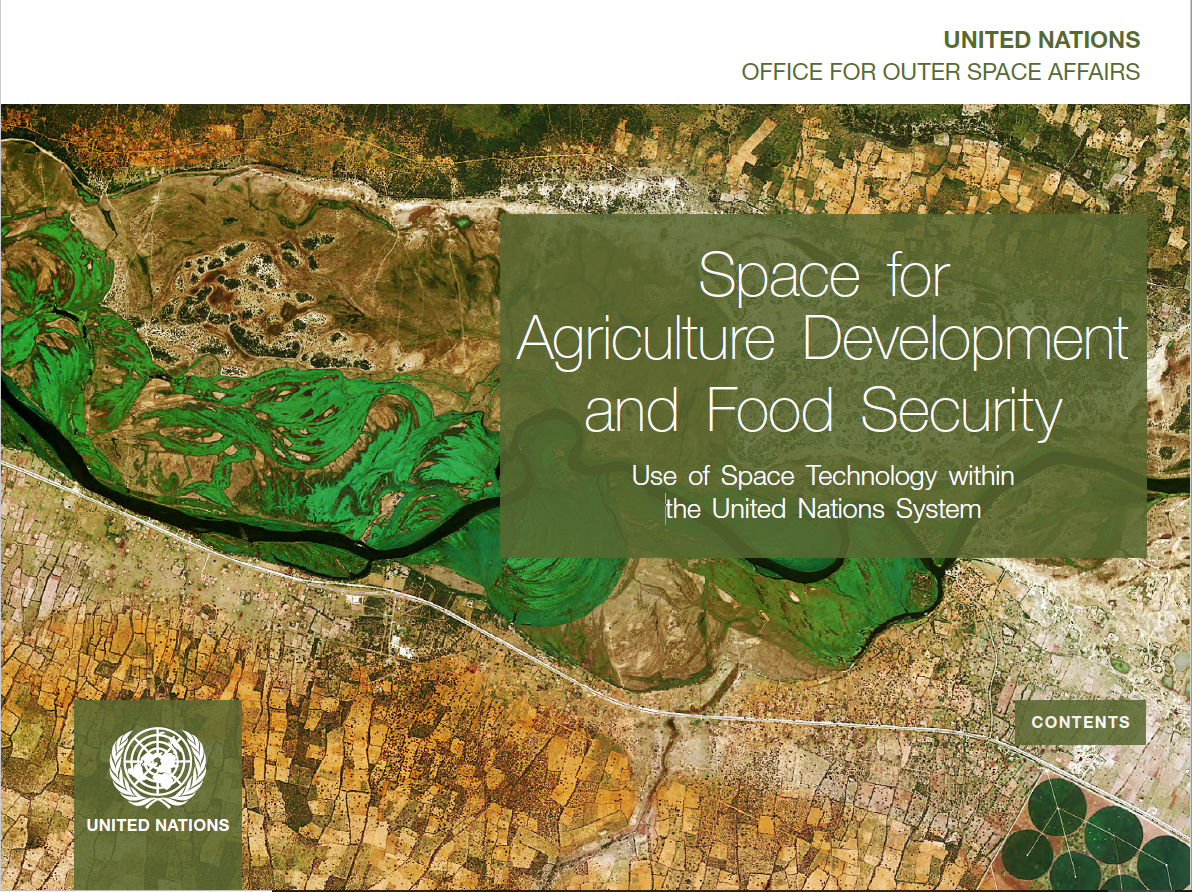 UNITED NATIONS
OFFICE FOR OUTER SPACE AFFAIRS
Space for
Agriculture Development
and Food Security
Use of Space Technology within
the United Nations System
CONTENTS
UNITED NATIONS